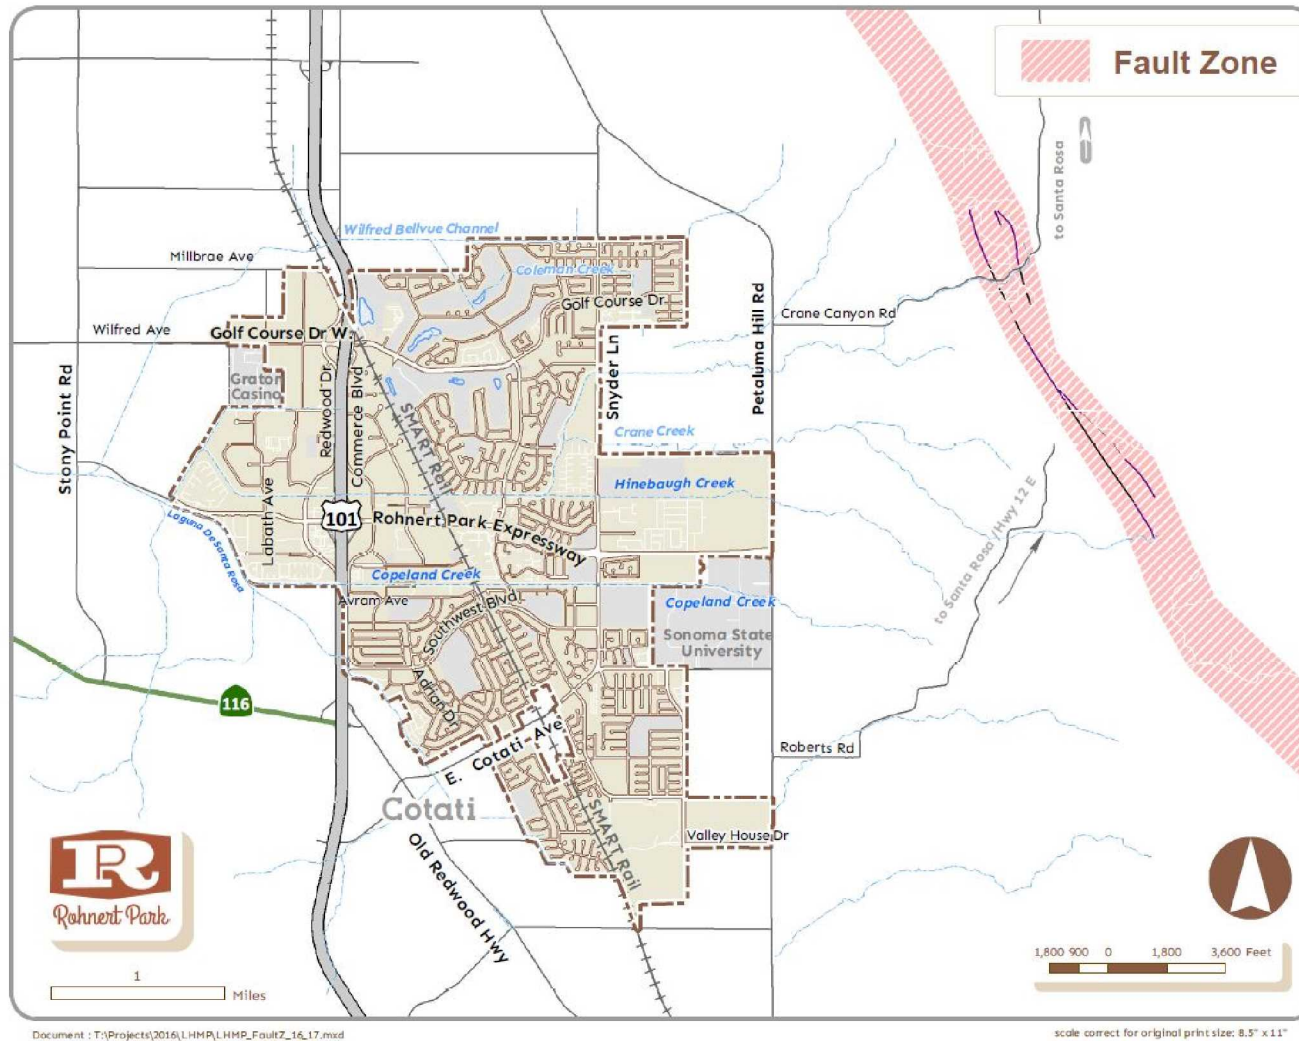 Fault Zone
to Santa Rosa
Wilfred Bellvue Channel
Millbrae Ave
Coleman Creek
Golf Course Dr
Wilfred Ave
Golf Course Dr W.
Crane Canyon Rd
Petaluma Hill Rd
Snyder Ln
Stony Point Rd
Graton
Casino
Redwood Dr
Commerce Blvd
SMART Rail
Crane Creek
Hinebaugh Creek
Labath Ave
101
Rohnert Park Expressway
Laguna De Santa Rosa
to Santa Rosa /Hwy 12 E
Copeland Creek
Avram Ave
Southwest Blvd
Copeland Creek
Sonoma State
University
Adrian Dr
116
E. Cotati Ave
Roberts Rd
Cotati
SMART Rail
Valley House Dr
Old Redwood Hwy
RP
Rohnert Park
1
Miles
1,800 900 0 1,800 3,600 Feet
Document : T:\Projects\2016\LHMP\LHMP_FaultZ_16_17.mxd
scale correct for original print size: 8.5" x 11"